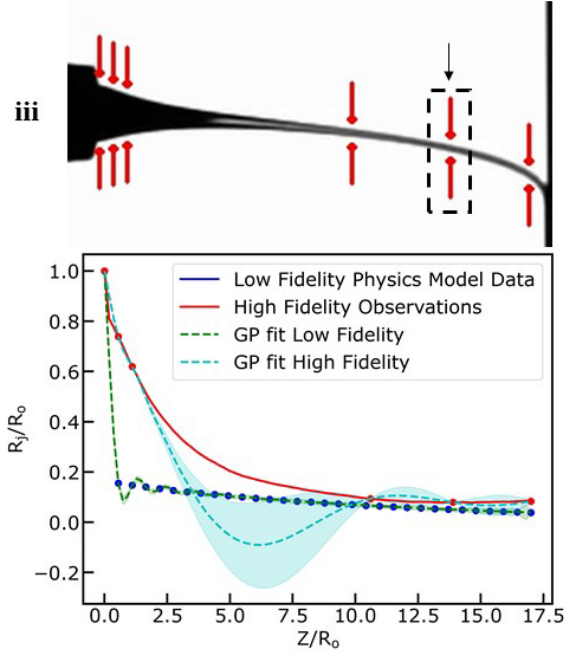 iii
Low Fidelity Physics Model Data
High Fidelity Observations
GP fit Low Fidelity
GP fit High Fidelity
1.0
0.8
0.6
0.4
0.2
0.0
−0.2
Rj/Ro
0.0 2.5 5.0 7.5 10.0 12.5 15.0 17.5
Z/Ro